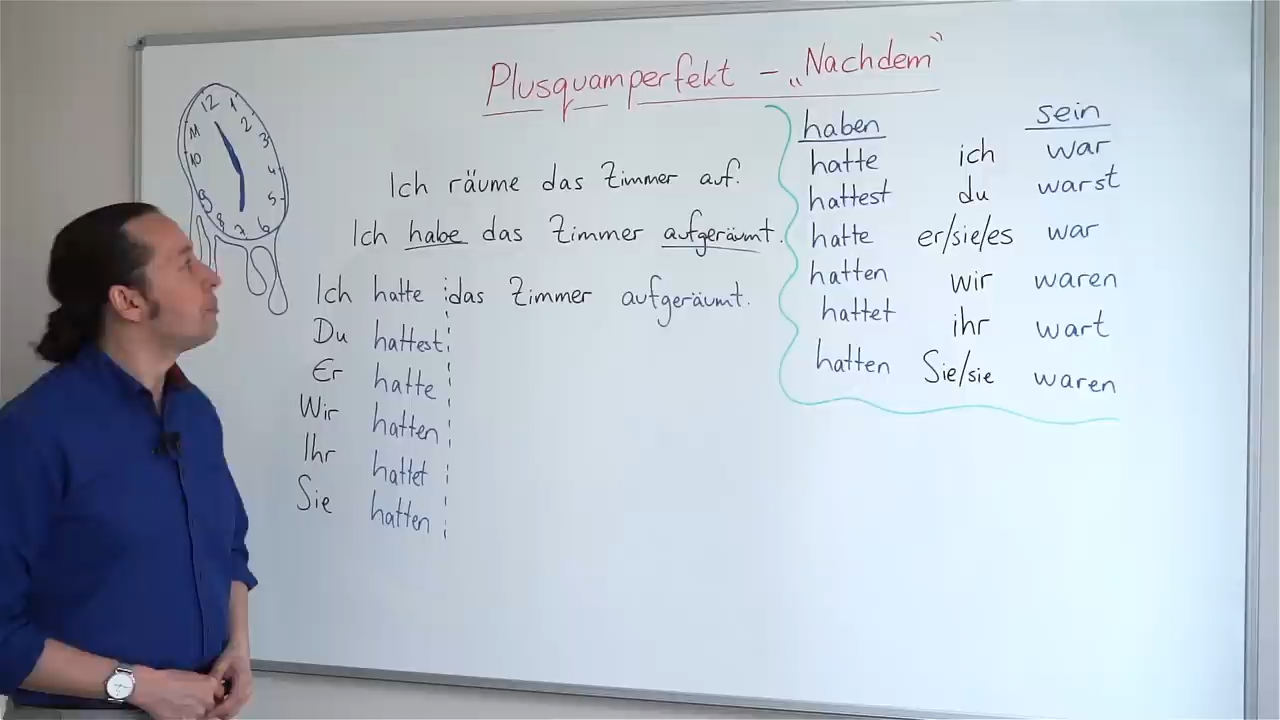 Plusquamperfekt – „Nachdem“
12
1
2
3
4
5
6
7
8
9
10
11
Ich räume das Zimmer auf.
Ich habe das Zimmer aufgeräumt.
Ich hatte das Zimmer aufgeräumt.
Du hattest
Er hatte
Wir hatten
Ihr hattet
Sie hatten
haben sein
hatte ich war
hattest du warst
hatte er/sie/es war
hatten wir waren
hattet ihr wart
hatten Sie/sie waren